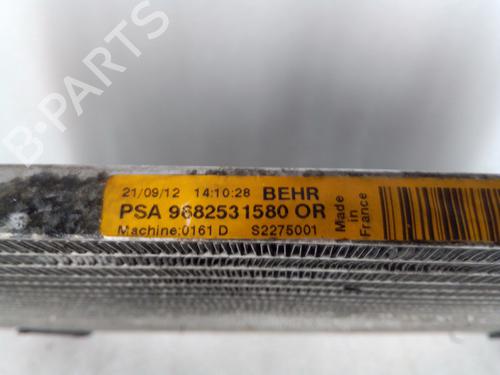 B-PARTS
21/09/12 14:10:28 BEHR
PSA 9682531580 OR
Machine:0161 D S2275001
Made in
France